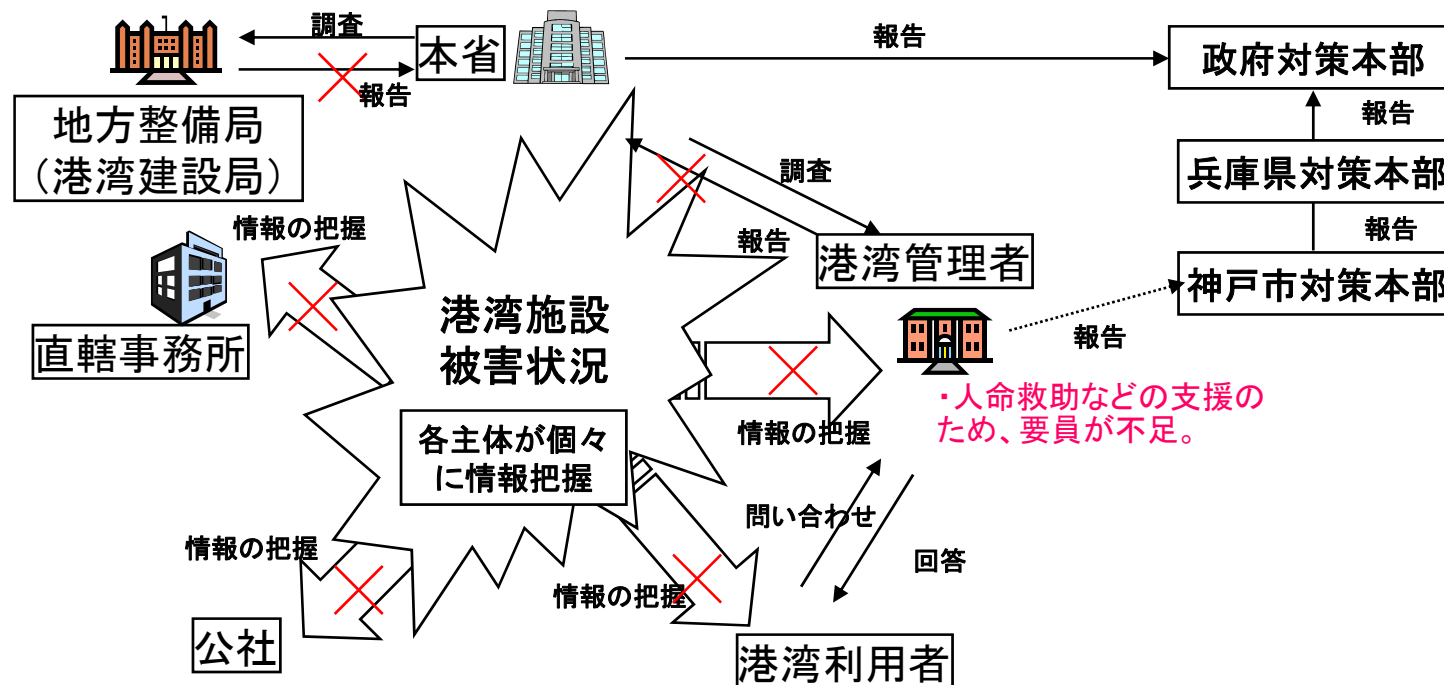 調査
本省
報告
政府対策本部
報告
地方整備局
（港湾建設局）
報告
兵庫県対策本部
調査
情報の把握
報告
報告
港湾管理者
神戸市対策本部
港湾施設
被害状況
直轄事務所
報告
・人命救助などの支援の
ため、要員が不足。
各主体が個々
に情報把握
情報の把握
問い合わせ
情報の把握
回答
情報の把握
公社
港湾利用者